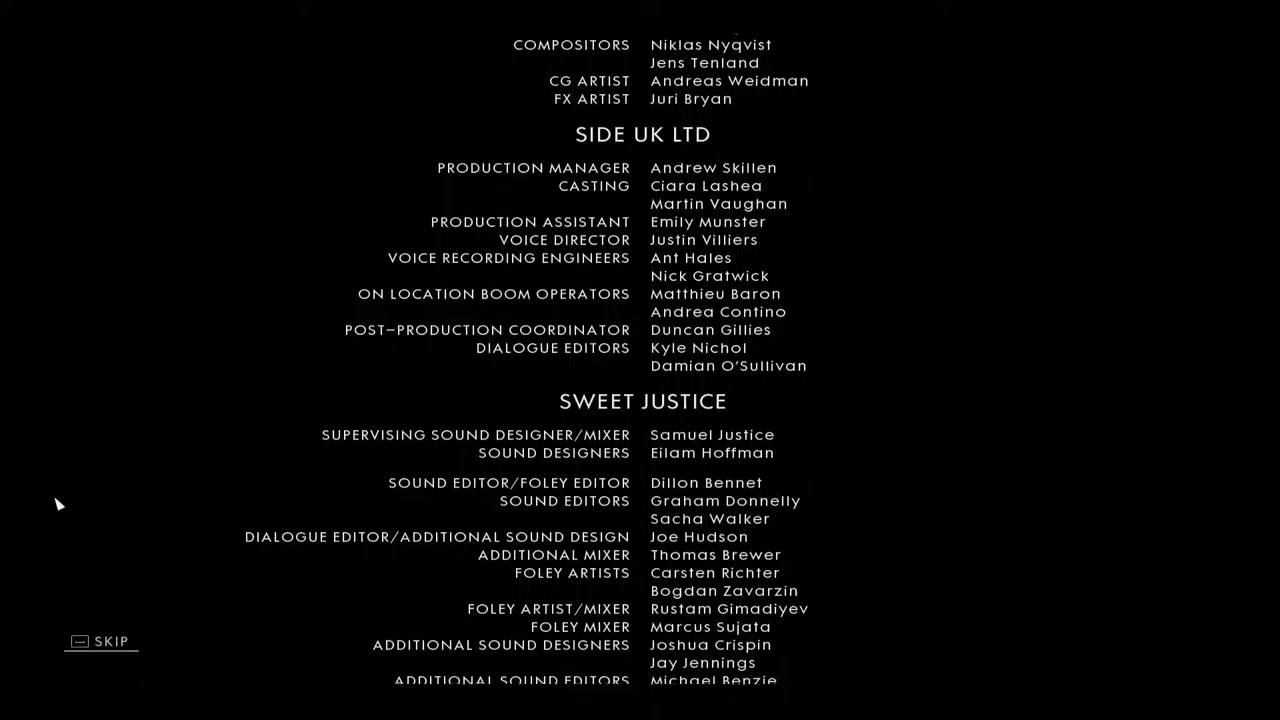 COMPOSITORS Niklas Nyqvist
Jens Tenland
CG ARTIST Andreas Weidman
FX ARTIST Juri Bryan
SIDE UK LTD
PRODUCTION MANAGER Andrew Skillen
CASTING Ciara Lashea
Martin Vaughan
PRODUCTION ASSISTANT Emily Munster
VOICE DIRECTOR Justin Villiers
VOICE RECORDING ENGINEERS Ant Hales
Nick Gratwick
ON LOCATION BOOM OPERATORS Matthieu Baron
Andrea Contino
POST-PRODUCTION COORDINATOR Duncan Gillies
DIALOGUE EDITORS Kyle Nichol
Damian O'Sullivan
SWEET JUSTICE
SUPERVISING SOUND DESIGNER/MIXER Samuel Justice
SOUND DESIGNERS Eilam Hoffman
SOUND EDITOR/FOLEY EDITOR Dillon Bennet
SOUND EDITORS Graham Donnelly
Sacha Walker
DIALOGUE EDITOR/ADDITIONAL SOUND DESIGN Joe Hudson
ADDITIONAL MIXER Thomas Brewer
FOLEY ARTISTS Carsten Richter
Bogdan Zavarzin
FOLEY ARTIST/MIXER Rustam Gimadiyev
FOLEY MIXER Marcus Sujata
ADDITIONAL SOUND DESIGNERS Joshua Crispin
Jay Jennings
ADDITIONAL SOUND EDITORS Michael Benzie
SKIP